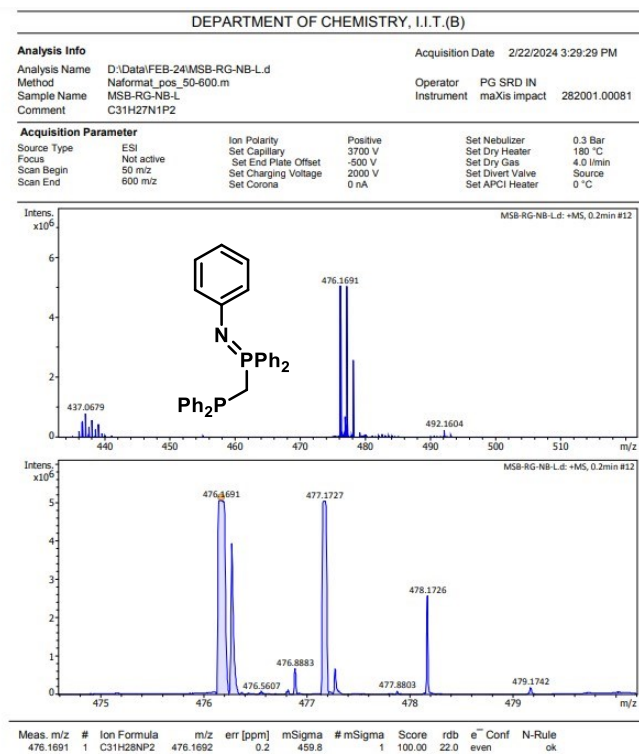 DEPARTMENT OF CHEMISTRY, I.I.T.(B)
Analysis Info
Acquisition Date 2/22/2024 3:29:29 PM
Analysis Name D:\Data\FEB-24\MSB-RG-NB-L.d
Method Naformat_pos_50-600.m Operator PG SRD IN
Sample Name MSB-RG-NB-L Instrument maXis impact 282001.00081
Comment C31H27N1P2
Acquisition Parameter
Source Type ESI Ion Polarity Positive Set Nebulizer 0.3 Bar
Focus Not active Set Capillary 3700 V Set Dry Heater 180 °C
Scan Begin 50 m/z Set End Plate Offset -500 V Set Dry Gas 4.0 l/min
Scan End 600 m/z Set Charging Voltage 2000 V Set Divert Valve Source
Set Corona 0 nA Set APCI Heater 0 °C
Intens.
x10⁶
MSB-RG-NB-L.d: +MS, 0.2min #12
6
4
2
0
476.1691
437.0679
492.1604
N
PPh₂
Ph₂P
440 450 460 470 480 490 500 510 m/z
Intens.
x10⁶
MSB-RG-NB-L.d: +MS, 0.2min #12
5
4
3
2
1
0
476.1691
477.1727
478.1726
476.8883
476.5607
477.8803
479.1742
475 476 477 478 479 m/z
Meas. m/z # Ion Formula m/z err [ppm] mSigma # mSigma Score rdb e⁻ Conf N-Rule
476.1691 1 C31H28NP2 476.1692 0.2 459.8 1 100.00 22.0 even ok